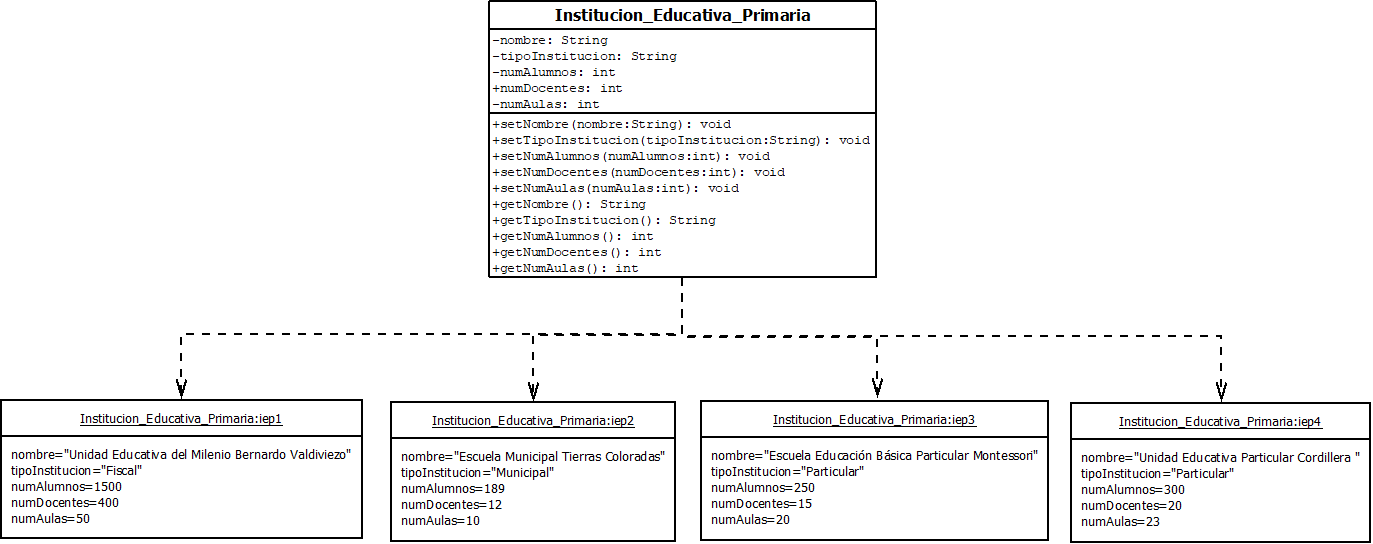 Institucion_Educativa_Primaria
-nombre: String
-tipoInstitucion: String
-numAlumnos: int
+numDocentes: int
-numAulas: int
+setNombre(nombre:String): void
+setTipoInstitucion(tipoInstitucion:String): void
+setNumAlumnos(numAlumnos:int): void
+setNumDocentes(numDocentes:int): void
+setNumAulas(numAulas:int): void
+getNombre(): String
+getTipoInstitucion(): String
+getNumAlumnos(): int
+getNumDocentes(): int
+getNumAulas(): int
Institucion_Educativa_Primaria:iep1
nombre="Unidad Educativa del Milenio Bernardo Valdiviezo"
tipoInstitucion="Fiscal"
numAlumnos=1500
numDocentes=400
numAulas=50
Institucion_Educativa_Primaria:iep2
nombre="Escuela Municipal Tierras Coloradas"
tipoInstitucion="Municipal"
numAlumnos=189
numDocentes=12
numAulas=10
Institucion_Educativa_Primaria:iep3
nombre="Escuela Educación Básica Particular Montessori"
tipoInstitucion="Particular"
numAlumnos=250
numDocentes=15
numAulas=20
Institucion_Educativa_Primaria:iep4
nombre="Unidad Educativa Particular Cordillera "
tipoInstitucion="Particular"
numAlumnos=300
numDocentes=20
numAulas=23